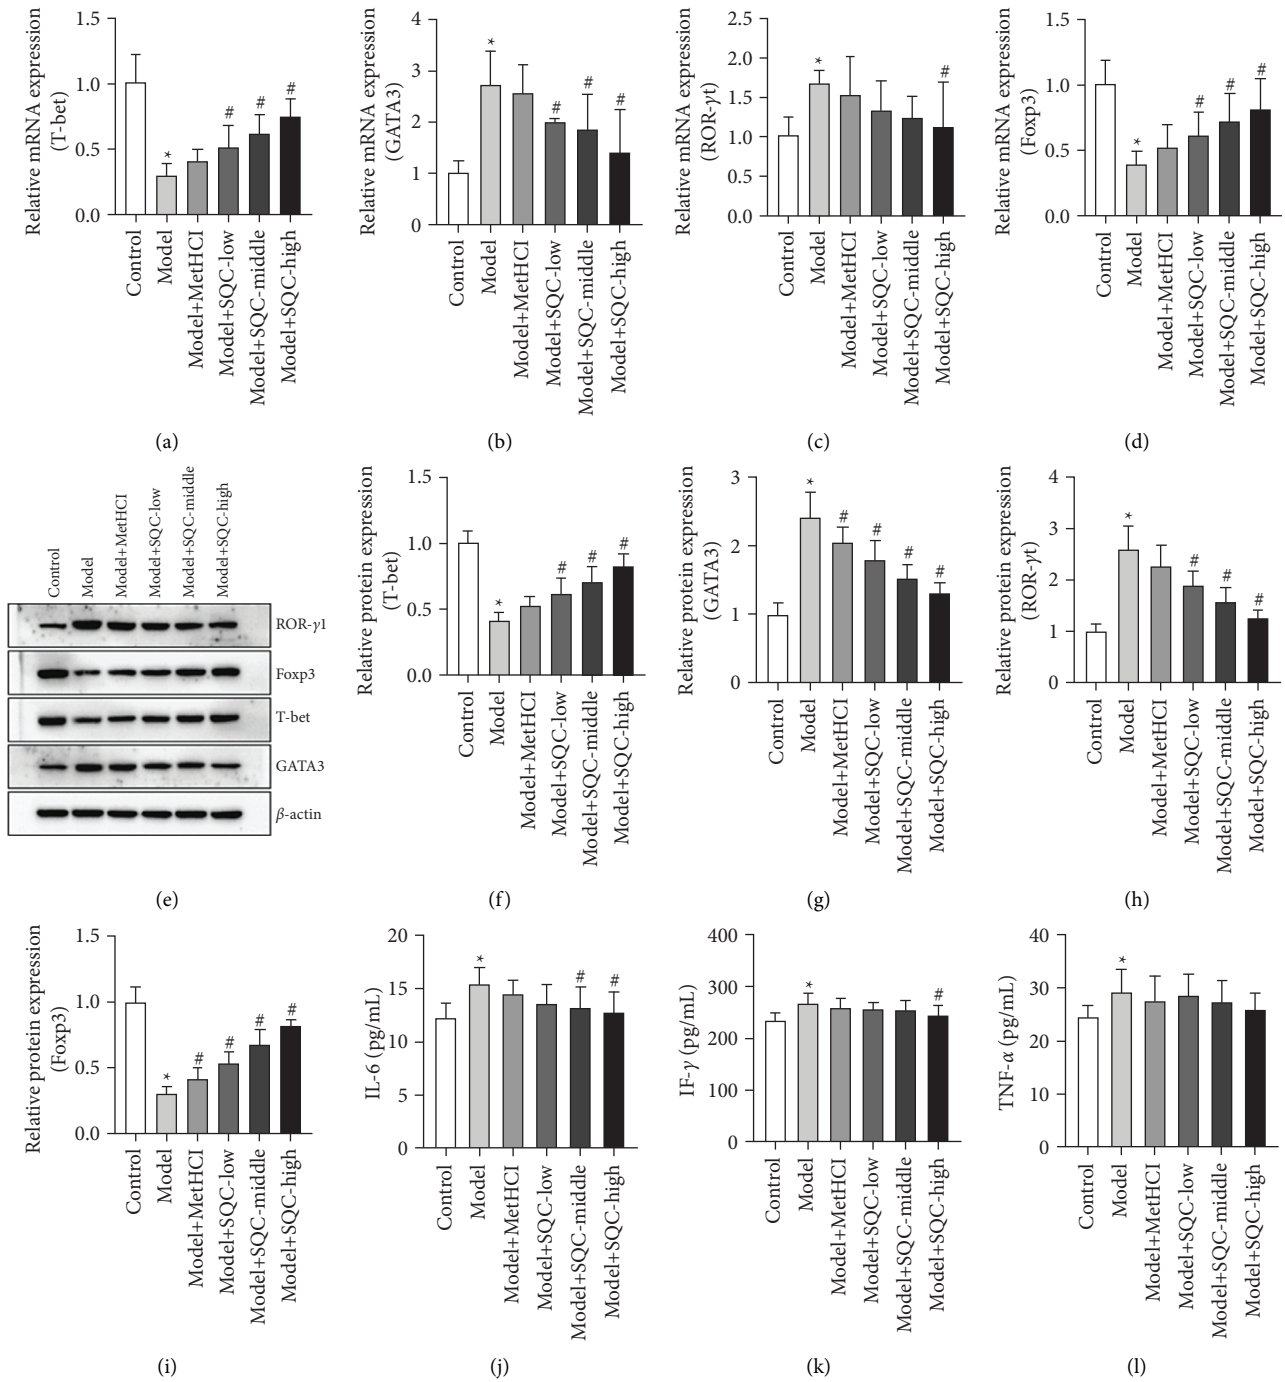 Relative mRNA expression
(T-bet)
1.5
1.0
0.5
0.0
*
#
#
#
Control
Model
Model+MetHCI
Model+SQC-low
Model+SQC-middle
Model+SQC-high
(a)
Relative mRNA expression
(GATA3)
4
3
2
1
0
*
#
#
#
Control
Model
Model+MetHCI
Model+SQC-low
Model+SQC-middle
Model+SQC-high
(b)
Relative mRNA expression
(ROR-γt)
2.5
2.0
1.5
1.0
0.5
0.0
*
#
Control
Model
Model+MetHCI
Model+SQC-low
Model+SQC-middle
Model+SQC-high
(c)
Relative mRNA expression
(Foxp3)
1.5
1.0
0.5
0.0
*
#
#
#
Control
Model
Model+MetHCI
Model+SQC-low
Model+SQC-middle
Model+SQC-high
(d)
Control
Model
Model+MetHCI
Model+SQC-low
Model+SQC-middle
Model+SQC-high
ROR-γ1
Foxp3
T-bet
GATA3
β-actin
(e)
Relative protein expression
(T-bet)
1.5
1.0
0.5
0.0
*
#
#
#
Control
Model
Model+MetHCI
Model+SQC-low
Model+SQC-middle
Model+SQC-high
(f)
Relative protein expression
(GATA3)
3
2
1
0
*
#
#
#
#
Control
Model
Model+MetHCI
Model+SQC-low
Model+SQC-middle
Model+SQC-high
(g)
Relative protein expression
(ROR-γt)
4
3
2
1
0
*
#
#
#
Control
Model
Model+MetHCI
Model+SQC-low
Model+SQC-middle
Model+SQC-high
(h)
Relative protein expression
(Foxp3)
1.5
1.0
0.5
0.0
*
#
#
#
#
Control
Model
Model+MetHCI
Model+SQC-low
Model+SQC-middle
Model+SQC-high
(i)
IL-6 (pg/mL)
20
15
10
5
0
*
#
#
Control
Model
Model+MetHCI
Model+SQC-low
Model+SQC-middle
Model+SQC-high
(j)
IF-γ (pg/mL)
400
300
200
100
0
*
#
Control
Model
Model+MetHCI
Model+SQC-low
Model+SQC-middle
Model+SQC-high
(k)
TNF-α (pg/mL)
40
30
20
10
0
*
Control
Model
Model+MetHCI
Model+SQC-low
Model+SQC-middle
Model+SQC-high
(l)